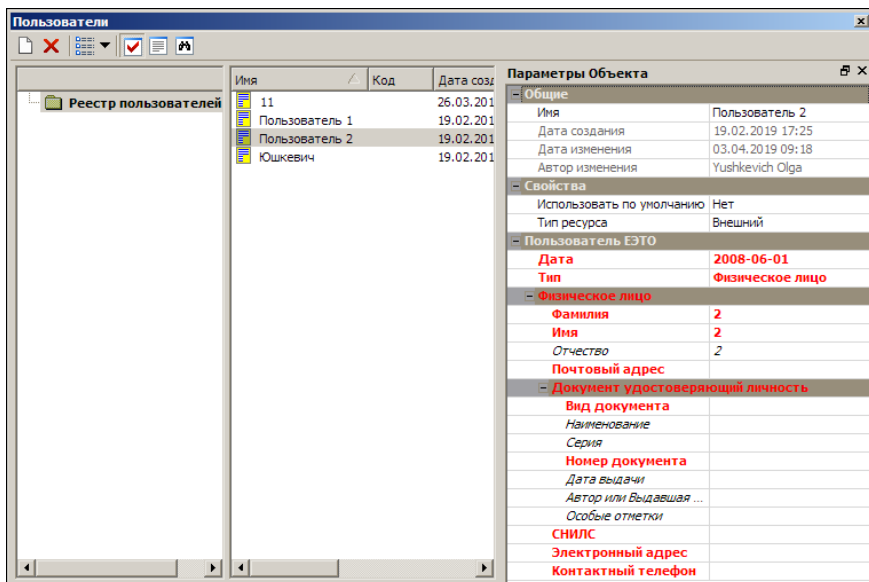 Пользователи
Реестр пользователей
Имя Код Дата созд
11 26.03.201
Пользователь 1 19.02.201
Пользователь 2 19.02.201
Юшкевич 19.02.201
Параметры Объекта
Общие
Имя Пользователь 2
Дата создания 19.02.2019 17:25
Дата изменения 03.04.2019 09:18
Автор изменения Yushkevich Olga
Свойства
Использовать по умолчанию Нет
Тип ресурса Внешний
Пользователь ЕЭТО
Дата 2008-06-01
Тип Физическое лицо
Физическое лицо
Фамилия 2
Имя 2
Отчество 2
Почтовый адрес
Документ удостоверяющий личность
Вид документа
Наименование
Серия
Номер документа
Дата выдачи
Автор или Выдавшая ...
Особые отметки
СНИЛС
Электронный адрес
Контактный телефон